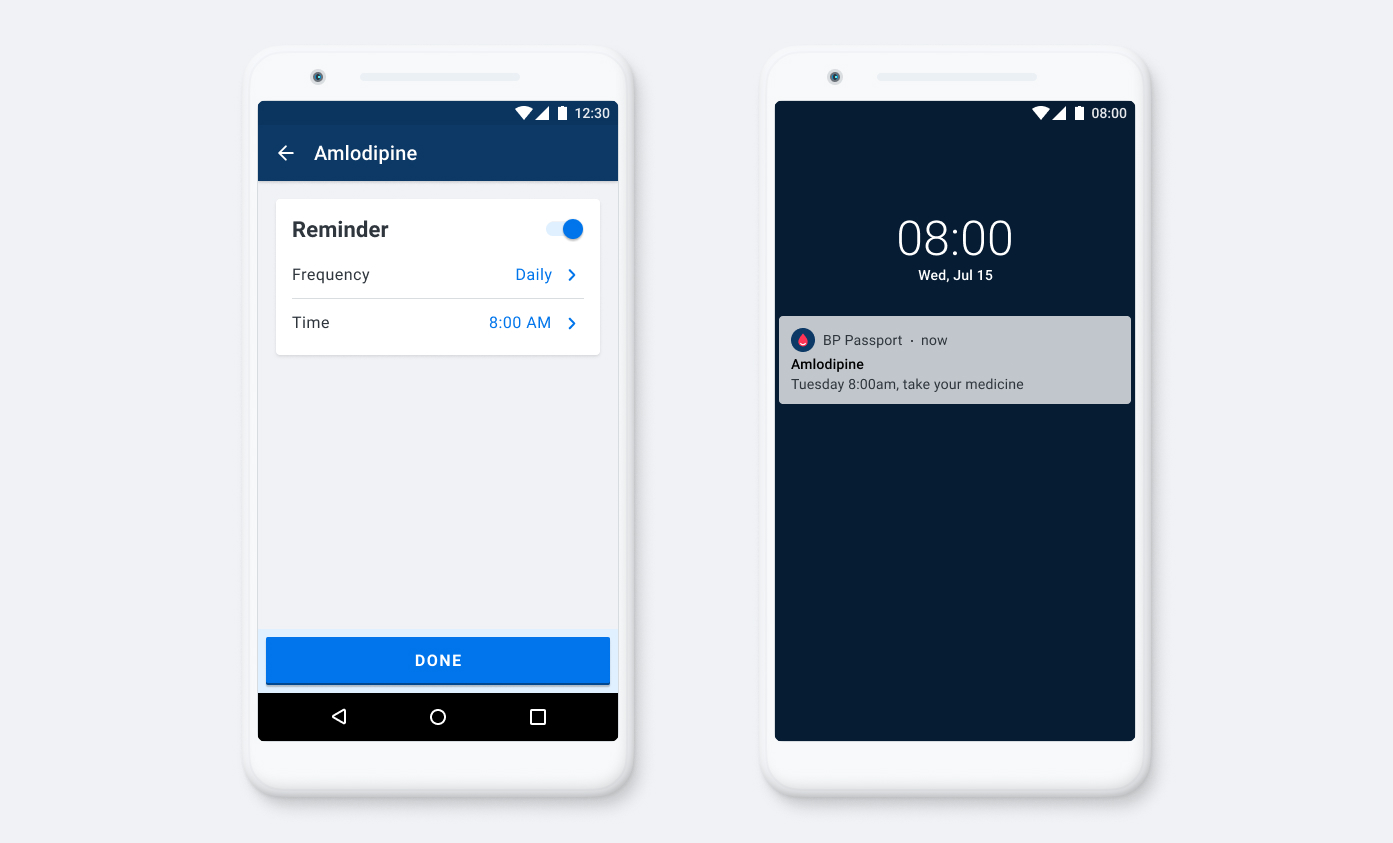 12:30
Amlodipine
Reminder
Frequency Daily
Time 8:00 AM
DONE
08:00
08:00
Wed, Jul 15
BP Passport · now
Amlodipine
Tuesday 8:00am, take your medicine